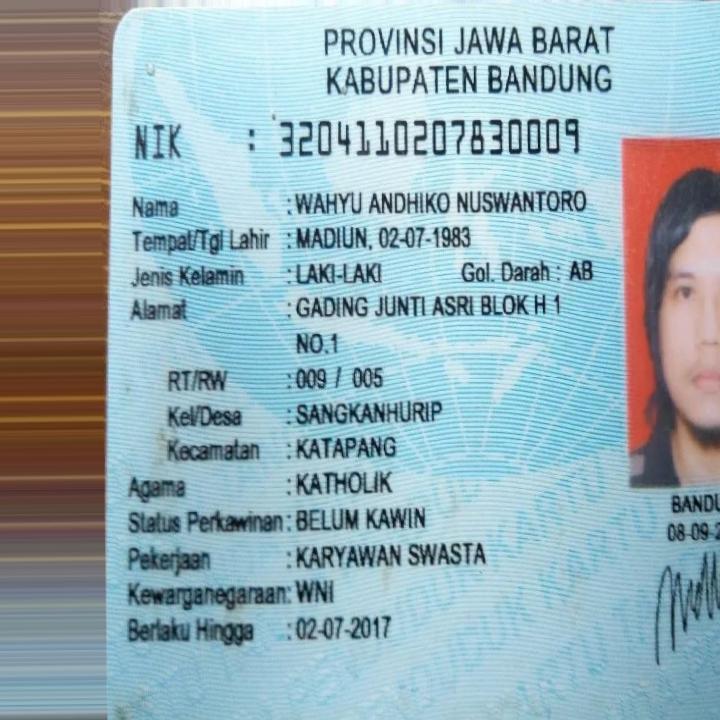 PROVINSI JAWA BARAT
KABUPATEN BANDUNG
NIK : 3204110207830009
Nama : WAHYU ANDHIKO NUSWANTORO
Tempat/Tgl Lahir : MADIUN, 02-07-1983
Jenis Kelamin : LAKI-LAKI Gol. Darah : AB
Alamat : GADING JUNTI ASRI BLOK H 1
NO.1
RT/RW : 009 / 005
Kel/Desa : SANGKANHURIP
Kecamatan : KATAPANG
Agama : KATHOLIK
Status Perkawinan : BELUM KAWIN
Pekerjaan : KARYAWAN SWASTA
Kewarganegaraan : WNI
Berlaku Hingga : 02-07-2017
BANDU
08-09-2